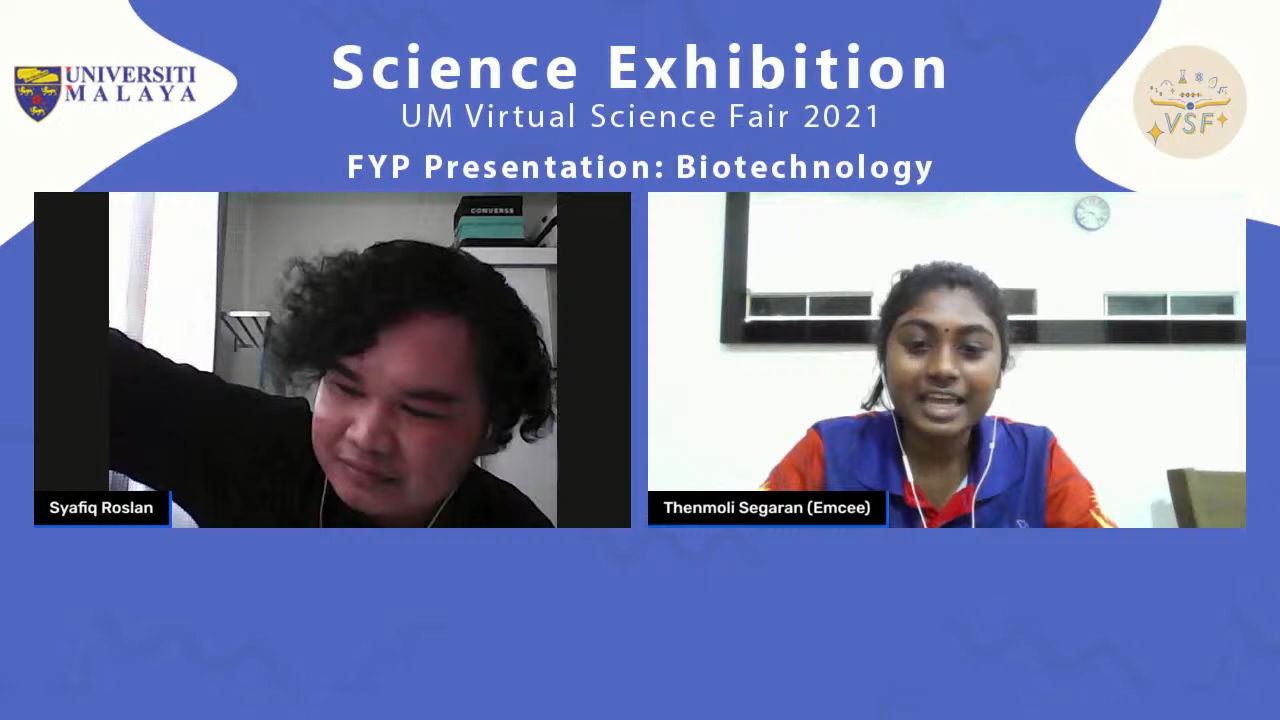 UNIVERSITI
MALAYA
Science Exhibition
UM Virtual Science Fair 2021
FYP Presentation: Biotechnology
VSF
CONVERSE
Syafiq Roslan
Thenmoli Segaran (Emcee)